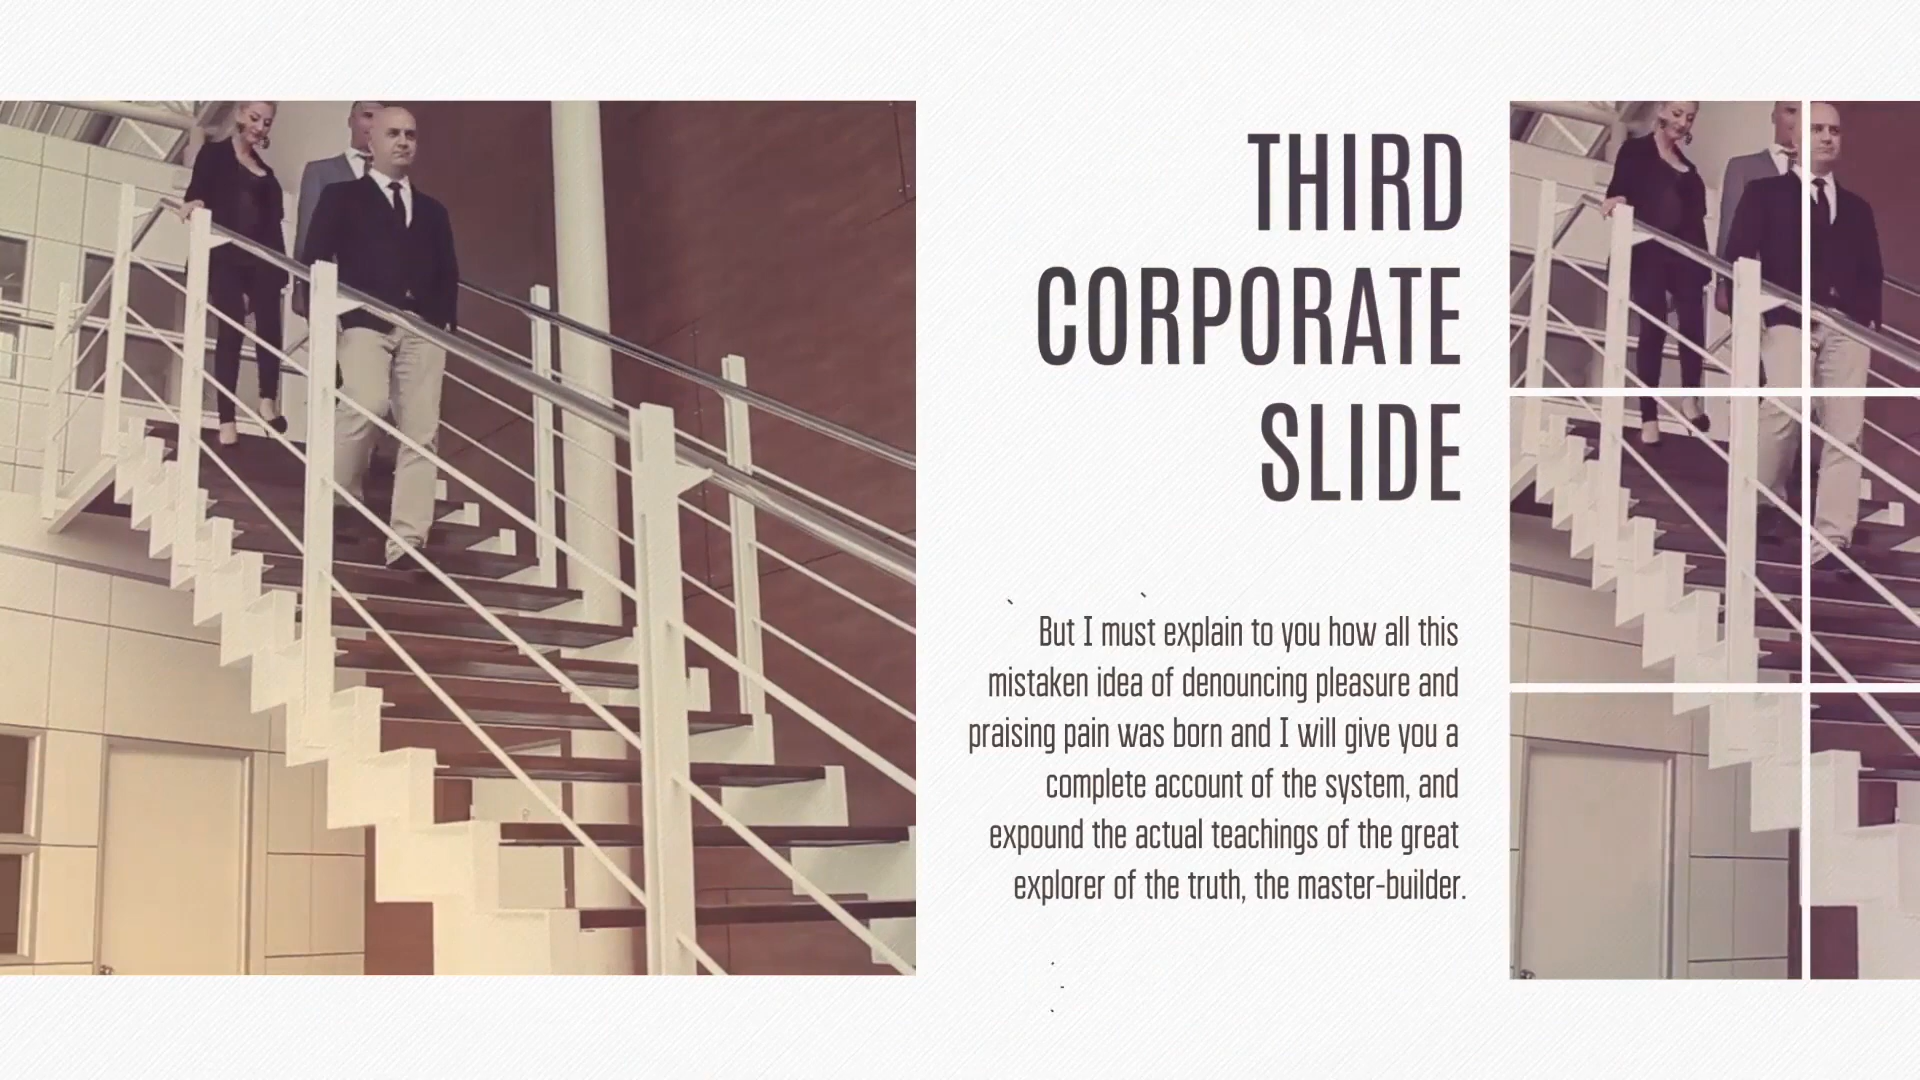 THIRD
CORPORATE
SLIDE
But I must explain to you how all this
mistaken idea of denouncing pleasure and
praising pain was born and I will give you a
complete account of the system, and
expound the actual teachings of the great
explorer of the truth, the master-builder.